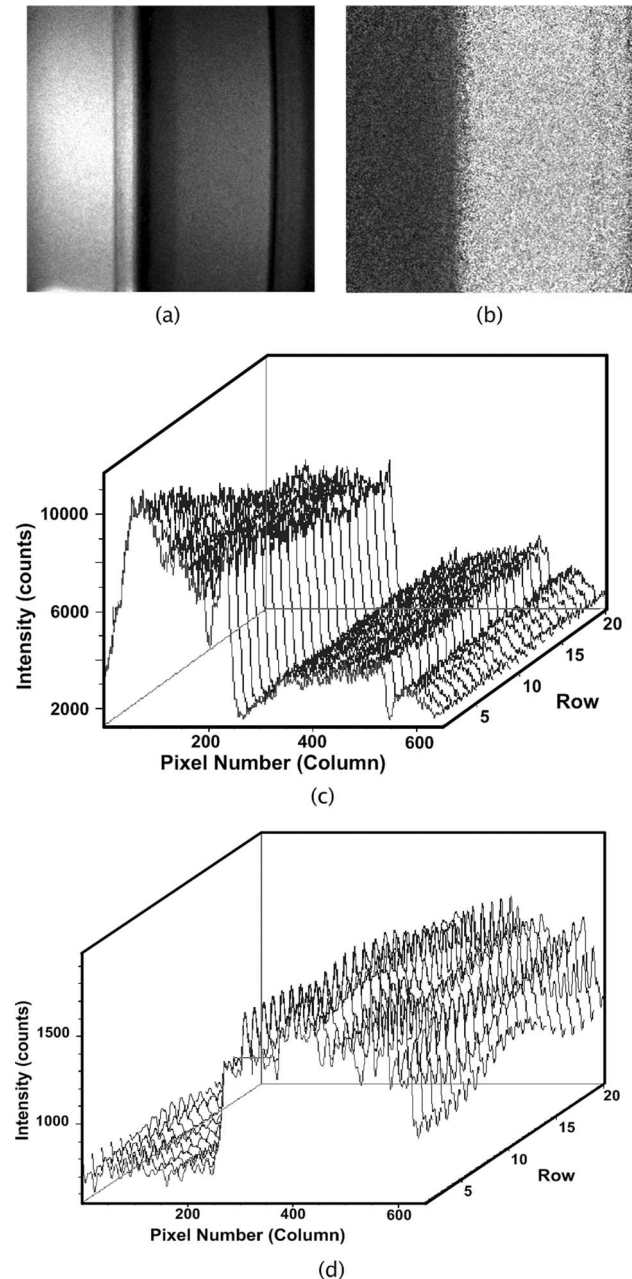 (a)
(b)
10000
6000
2000
Intensity (counts)
200
400
600
Pixel Number (Column)
5
10
15
20
Row
(c)
1500
1000
Intensity (counts)
200
400
600
Pixel Number (Column)
5
10
15
20
Row
(d)